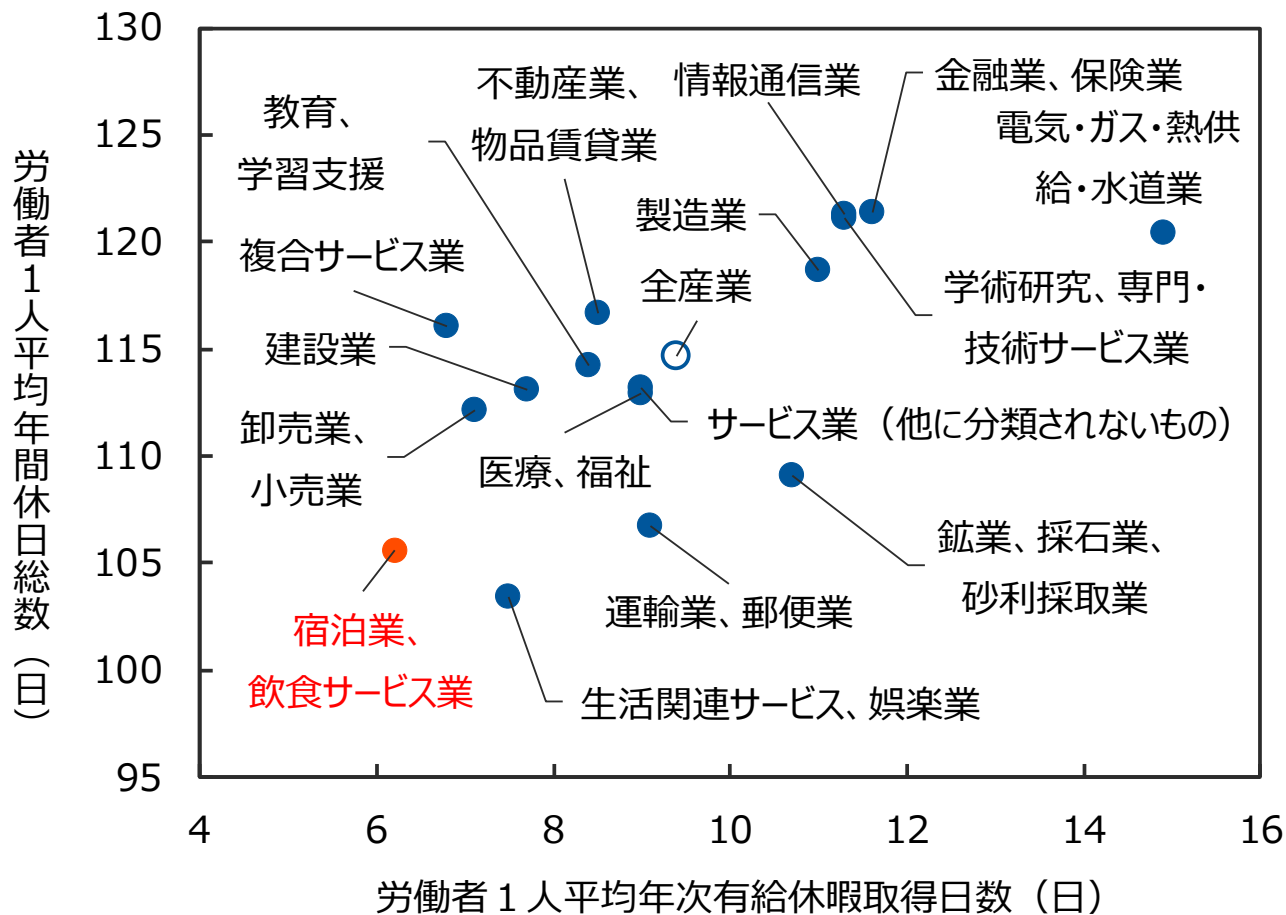 労働者1人平均年間休日総数（日）
130
125
120
115
110
105
100
95
教育、
学習支援
不動産業、
物品賃貸業
情報通信業
金融業、保険業
電気・ガス・熱供
給・水道業
製造業
複合サービス業
全産業
学術研究、専門・
技術サービス業
建設業
卸売業、
小売業
サービス業（他に分類されないもの）
医療、福祉
鉱業、採石業、
砂利採取業
運輸業、郵便業
宿泊業、
飲食サービス業
生活関連サービス、娯楽業
4
6
8
10
12
14
16
労働者１人平均年次有給休暇取得日数（日）